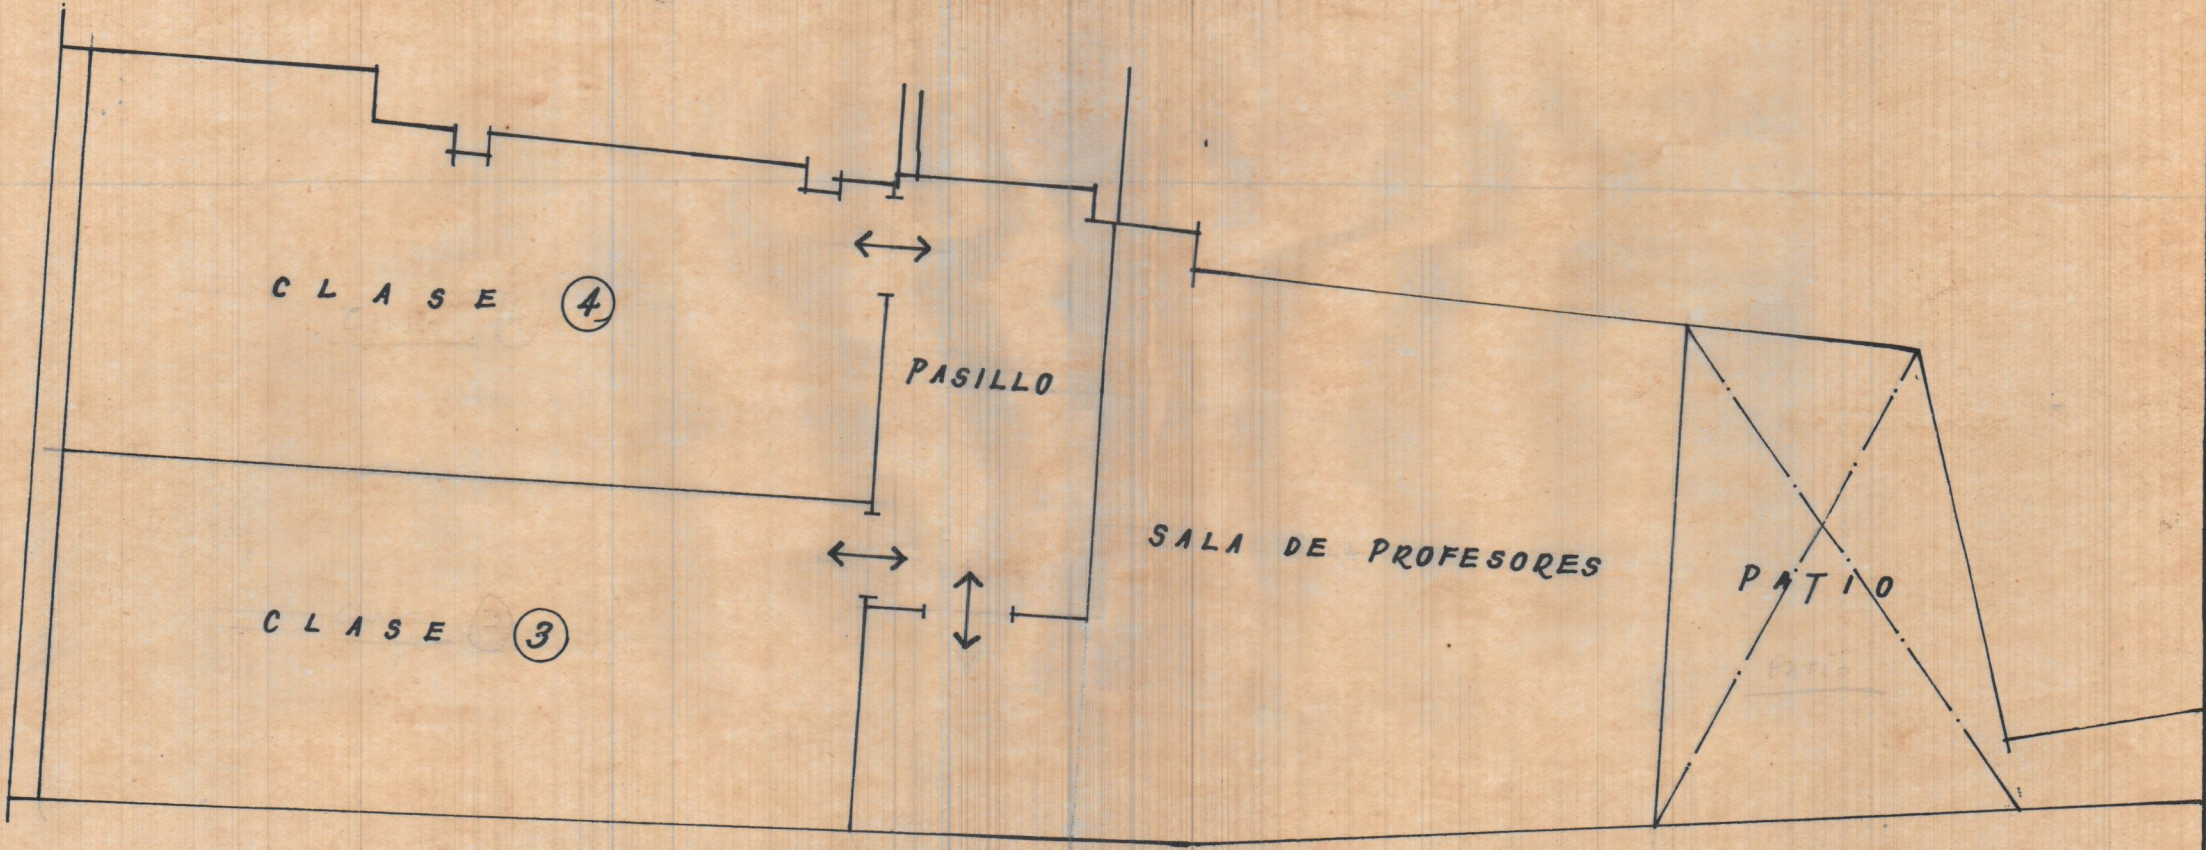 CLASE 4
PASILLO
SALA DE PROFESORES
PATIO
CLASE 3